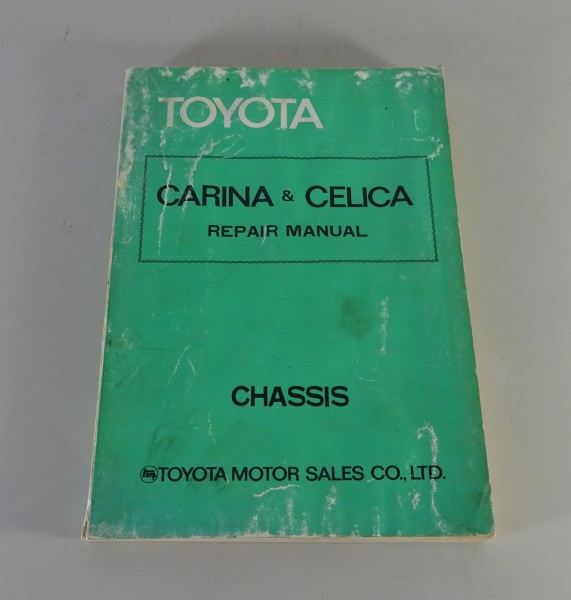 TOYOTA
CARINA & CELICA
REPAIR MANUAL
CHASSIS
TOYOTA MOTOR SALES CO., LTD.